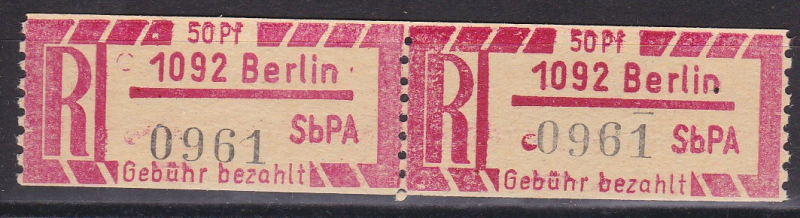 50 Pf
1092 Berlin
R
SbPA
0961
Gebühr bezahlt
50 Pf
1092 Berlin
R
SbPA
0961
Gebühr bezahlt